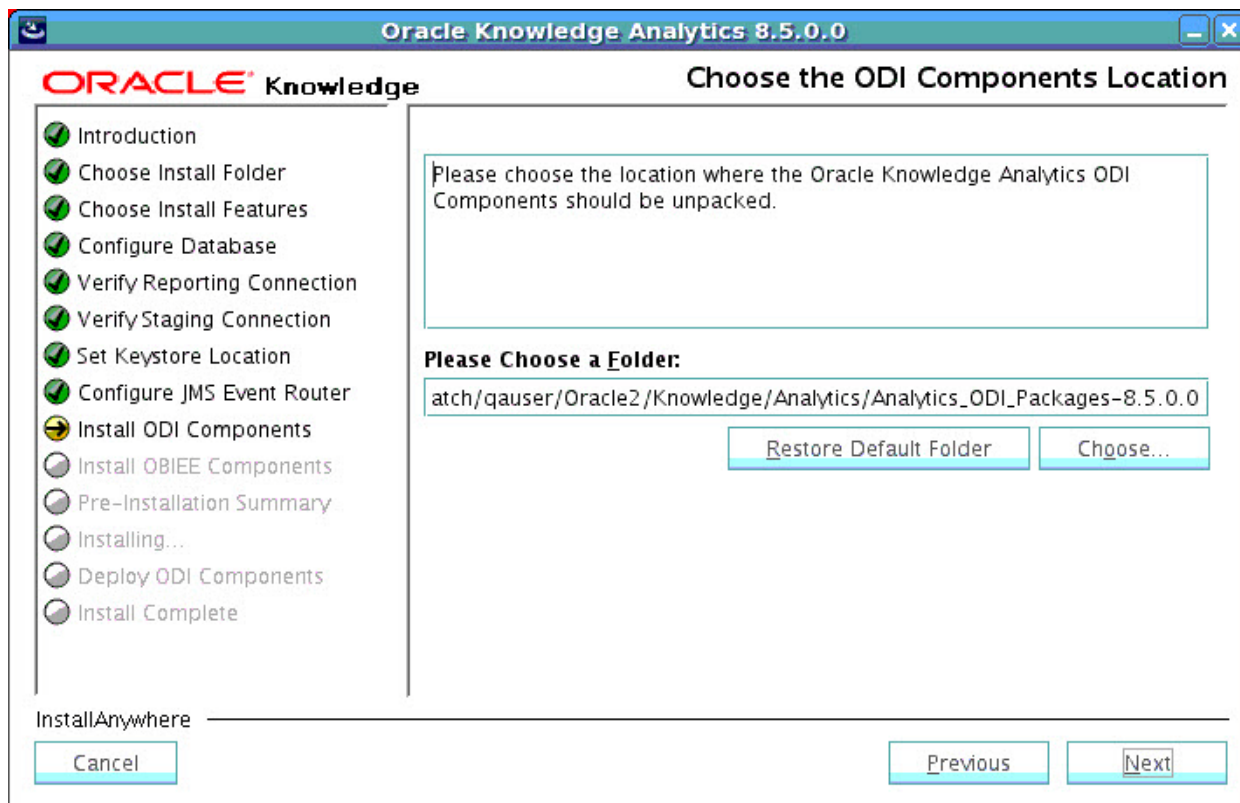 Oracle Knowledge Analytics 8.5.0.0
ORACLE Knowledge
Choose the ODI Components Location
Introduction
Choose Install Folder
Choose Install Features
Configure Database
Verify Reporting Connection
Verify Staging Connection
Set Keystore Location
Configure JMS Event Router
Install ODI Components
Install OBIEE Components
Pre-Installation Summary
Installing...
Deploy ODI Components
Install Complete
Please choose the location where the Oracle Knowledge Analytics ODI
Components should be unpacked.
Please Choose a Folder:
atch/qauser/Oracle2/Knowledge/Analytics/Analytics_ODI_Packages-8.5.0.0
Restore Default Folder
Choose...
InstallAnywhere
Cancel
Previous
Next